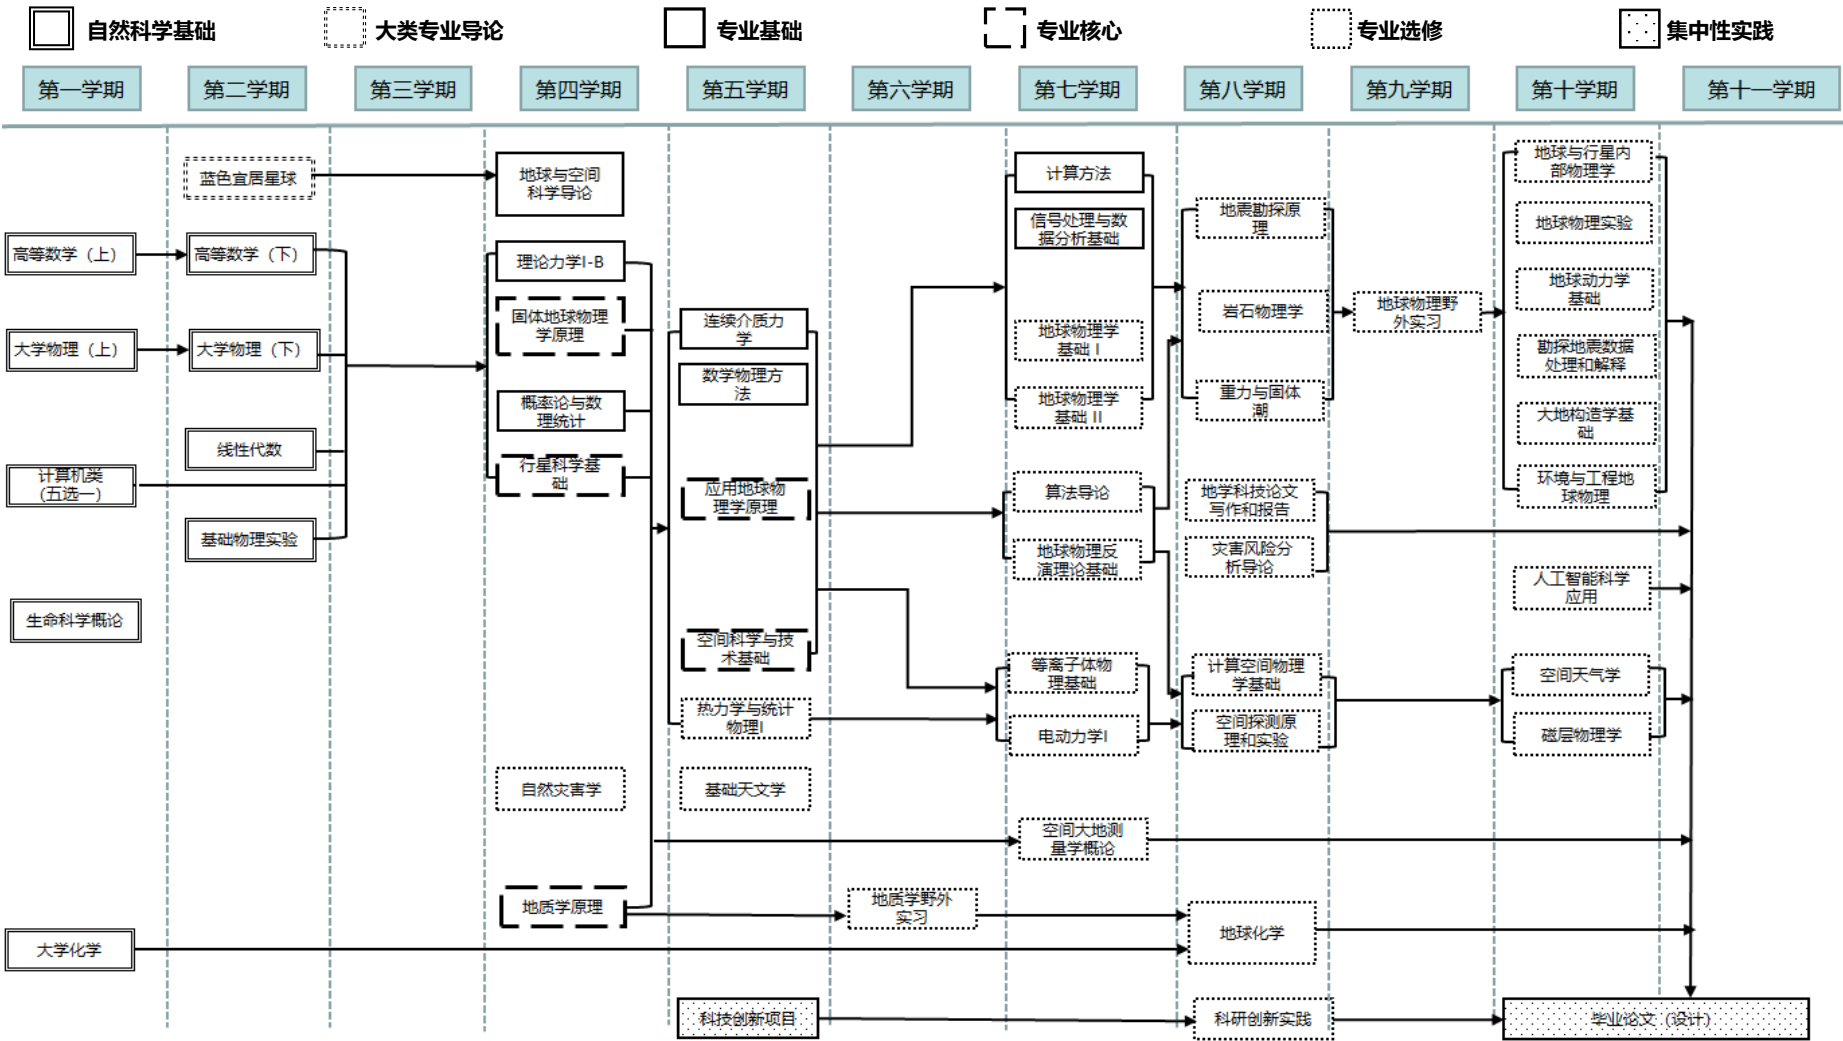 自然科学基础
大类专业导论
专业基础
专业核心
专业选修
集中性实践
第一学期
第二学期
第三学期
第四学期
第五学期
第六学期
第七学期
第八学期
第九学期
第十学期
第十一学期
高等数学（上）
大学物理（上）
计算机类
（五选一）
生命科学概论
大学化学
蓝色宜居星球
高等数学（下）
大学物理（下）
线性代数
基础物理实验
地球与空间
科学导论
理论力学I-B
固体地球物理
学原理
概率论与数
理统计
行星科学基
础
自然灾害学
地质学原理
连续介质力
学
数学物理方
法
应用地球物
理学原理
空间科学与技
术基础
热力学与统计
物理I
基础天文学
科技创新项目
地质学野外
实习
计算方法
信号处理与数
据分析基础
地球物理学
基础 I
地球物理学
基础 II
算法导论
地球物理反
演理论基础
等离子体物
理基础
电动力学I
空间大地测
量学概论
地震勘探原
理
岩石物理学
重力与固体
潮
地学科技论文
写作和报告
灾害风险分
析导论
计算空间物理
学基础
空间探测原
理和实验
地球化学
科研创新实践
地球物理野
外实习
地球与行星内
部物理学
地球物理实验
地球动力学
基础
勘探地震数据
处理和解释
大地构造学基
础
环境与工程地
球物理
人工智能科学
应用
空间天气学
磁层物理学
毕业论文（设计）